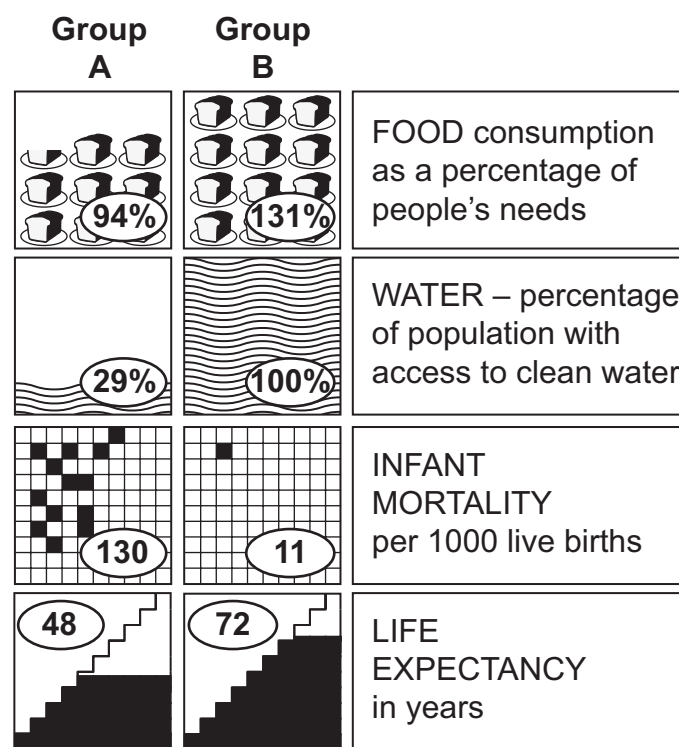 Group
A
Group
B
94%
131%
FOOD consumption
as a percentage of
people’s needs
29%
100%
WATER – percentage
of population with
access to clean water
130
11
INFANT
MORTALITY
per 1000 live births
48
72
LIFE
EXPECTANCY
in years